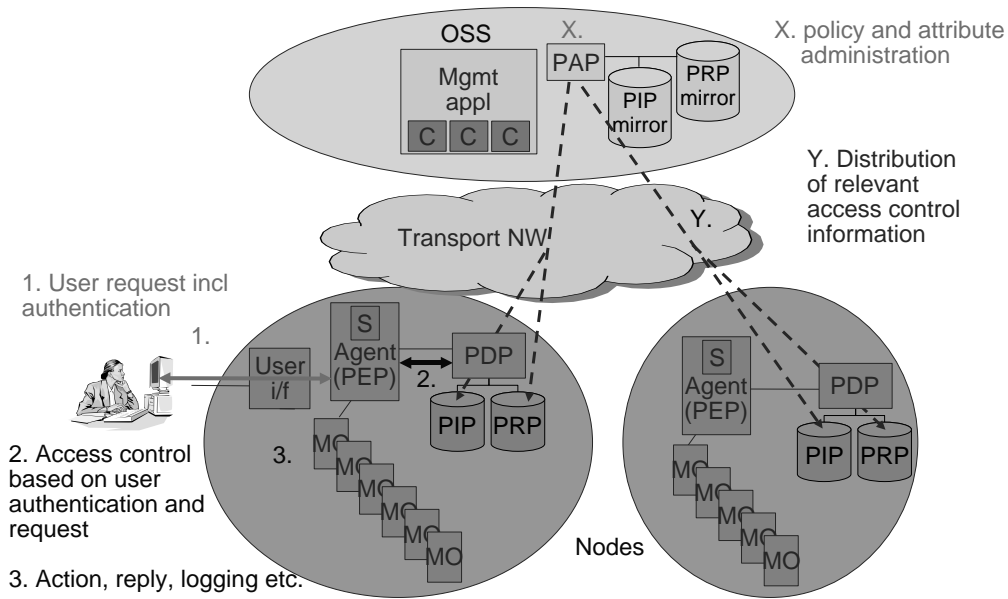 OSS
X.
X. policy and attribute
administration
PAP
Mgmt
appl
C C C
PIP
mirror
PRP
mirror
Y. Distribution
of relevant
access control
information
Y.
Transport NW
1. User request incl
authentication
1.
User
i/f
S
Agent
(PEP)
2.
PDP
PIP
PRP
3.
MO
MO
MO
MO
MO
MO
S
Agent
(PEP)
PDP
PIP
PRP
MO
MO
MO
MO
MO
2. Access control
based on user
authentication and
request
Nodes
3. Action, reply, logging etc.